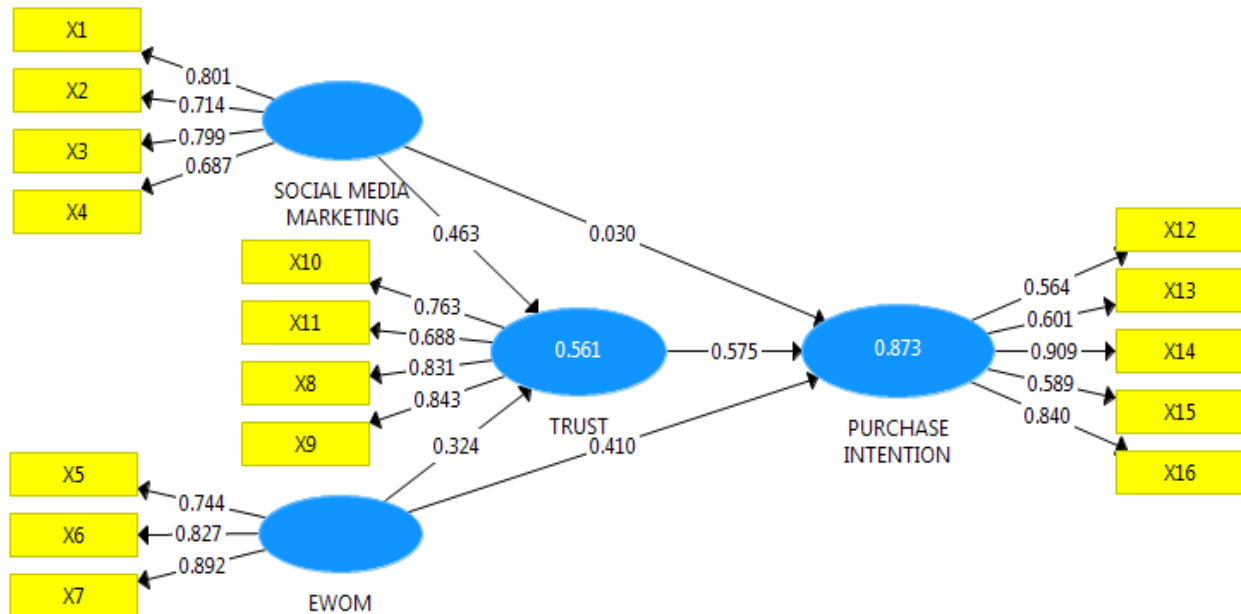 X1
0.801
X2
0.714
X3
0.799
0.687
X4
SOCIAL MEDIA
MARKETING
0.463
0.030
X10
0.763
X11
0.688
X8
0.831
0.843
X9
0.561
TRUST
0.575
0.324
0.410
0.873
PURCHASE
INTENTION
X12
0.564
X13
0.601
X14
0.909
0.589
X15
0.840
X16
X5
0.744
X6
0.827
0.892
X7
EWOM